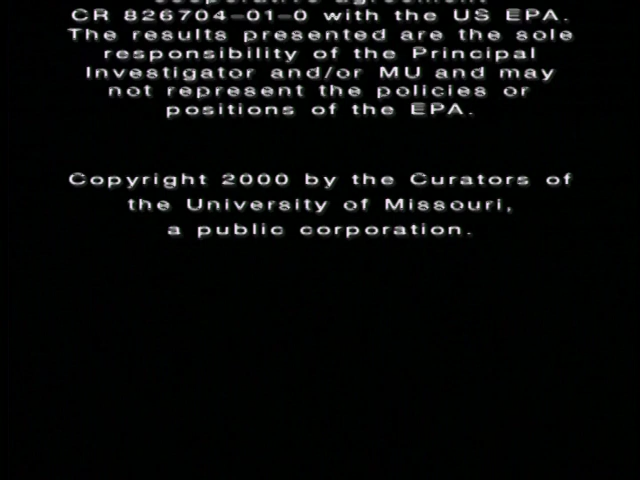 cooperative agreement
CR 826704-01-0 with the US EPA.
The results presented are the sole
responsibility of the Principal
Investigator and/or MU and may
not represent the policies or
positions of the EPA.
Copyright 2000 by the Curators of
the University of Missouri,
a public corporation.